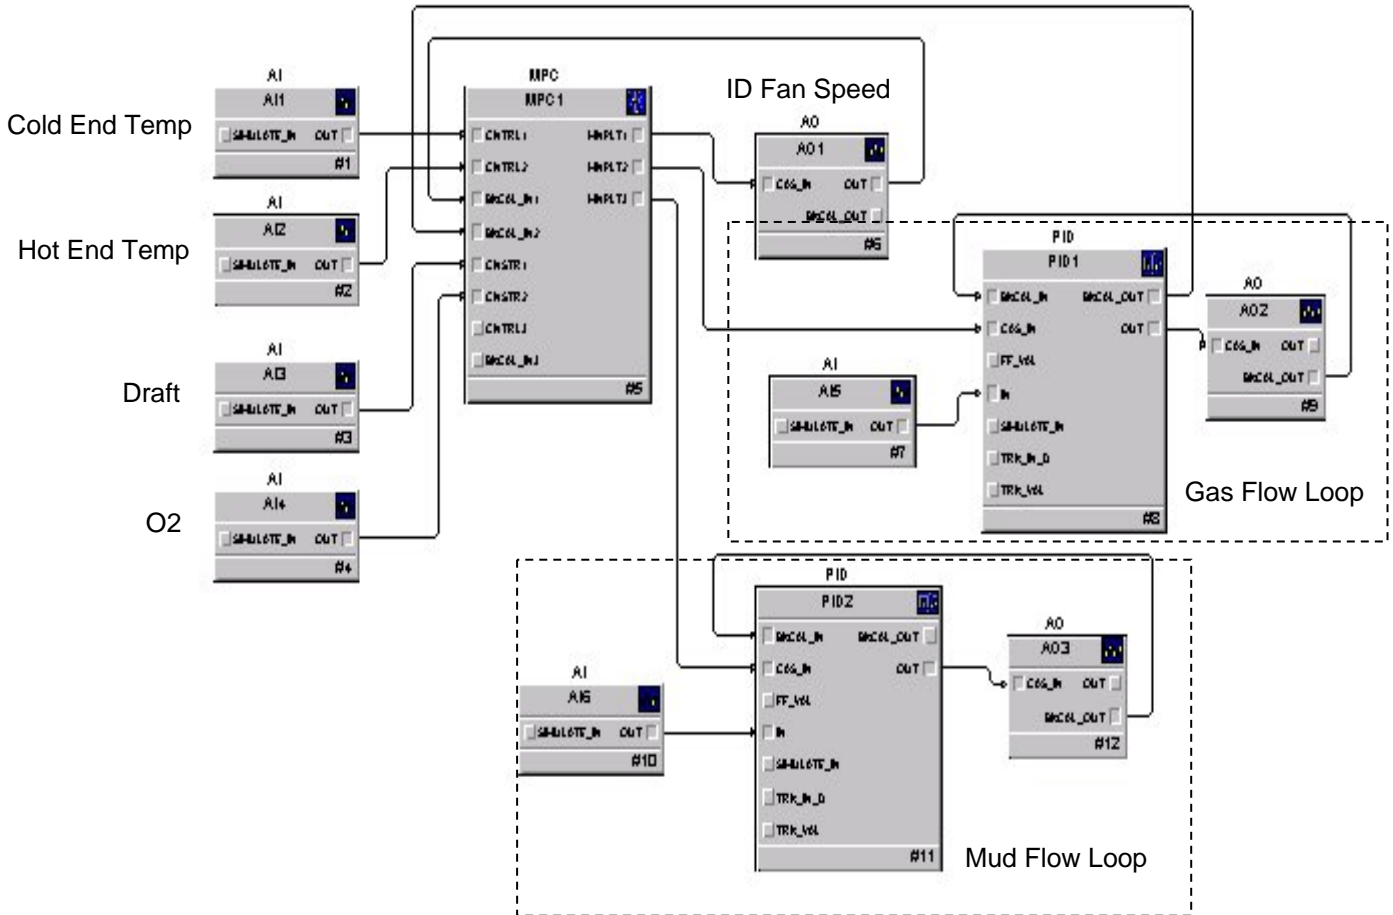 Cold End Temp
AI
AI1
SIMULATE_IN OUT
#1
Hot End Temp
AI
AI2
SIMULATE_IN OUT
#2
Draft
AI
AI3
SIMULATE_IN OUT
#3
O2
AI
AI4
SIMULATE_IN OUT
#4
MPC
MPC1
CNTRL1 MNPLT1
CNTRL2 MNPLT2
BKCAL_IN1 MNPLT3
BKCAL_IN2
CNSTR1
CNSTR2
CNTRL3
BKCAL_IN3
#5
ID Fan Speed
AO
AO1
CAS_IN OUT
BKCAL_OUT
#6
AI
AI5
SIMULATE_IN OUT
#7
PID
PID1
BKCAL_IN BKCAL_OUT
CAS_IN OUT
FF_VAL
IN
SIMULATE_IN
TRK_IN_D
TRK_VAL
#8
AO
AO2
CAS_IN OUT
BKCAL_OUT
#9
Gas Flow Loop
AI
AI6
SIMULATE_IN OUT
#10
PID
PID2
BKCAL_IN BKCAL_OUT
CAS_IN OUT
FF_VAL
IN
SIMULATE_IN
TRK_IN_D
TRK_VAL
#11
AO
AO3
CAS_IN OUT
BKCAL_OUT
#12
Mud Flow Loop